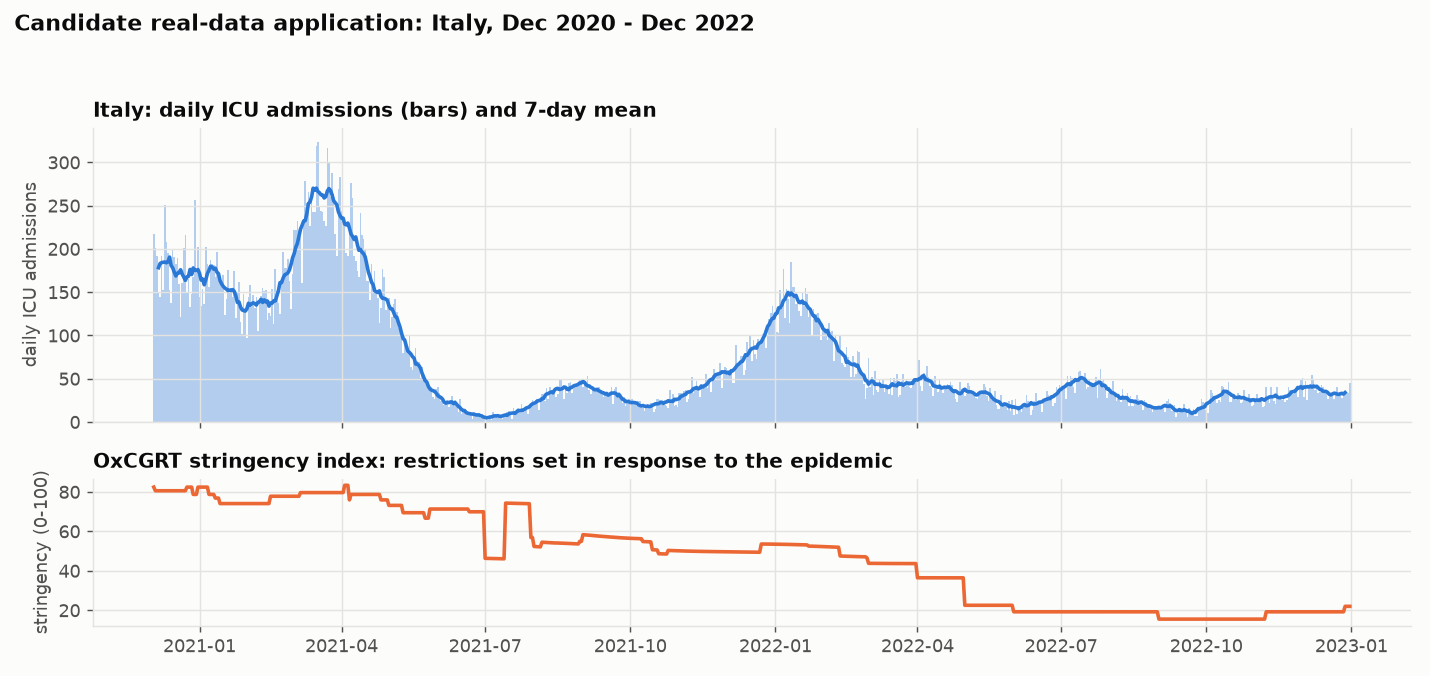 Candidate real-data application: Italy, Dec 2020 - Dec 2022
Italy: daily ICU admissions (bars) and 7-day mean
daily ICU admissions
300
250
200
150
100
50
0
OxCGRT stringency index: restrictions set in response to the epidemic
stringency (0-100)
80
60
40
20
2021-01 2021-04 2021-07 2021-10 2022-01 2022-04 2022-07 2022-10 2023-01